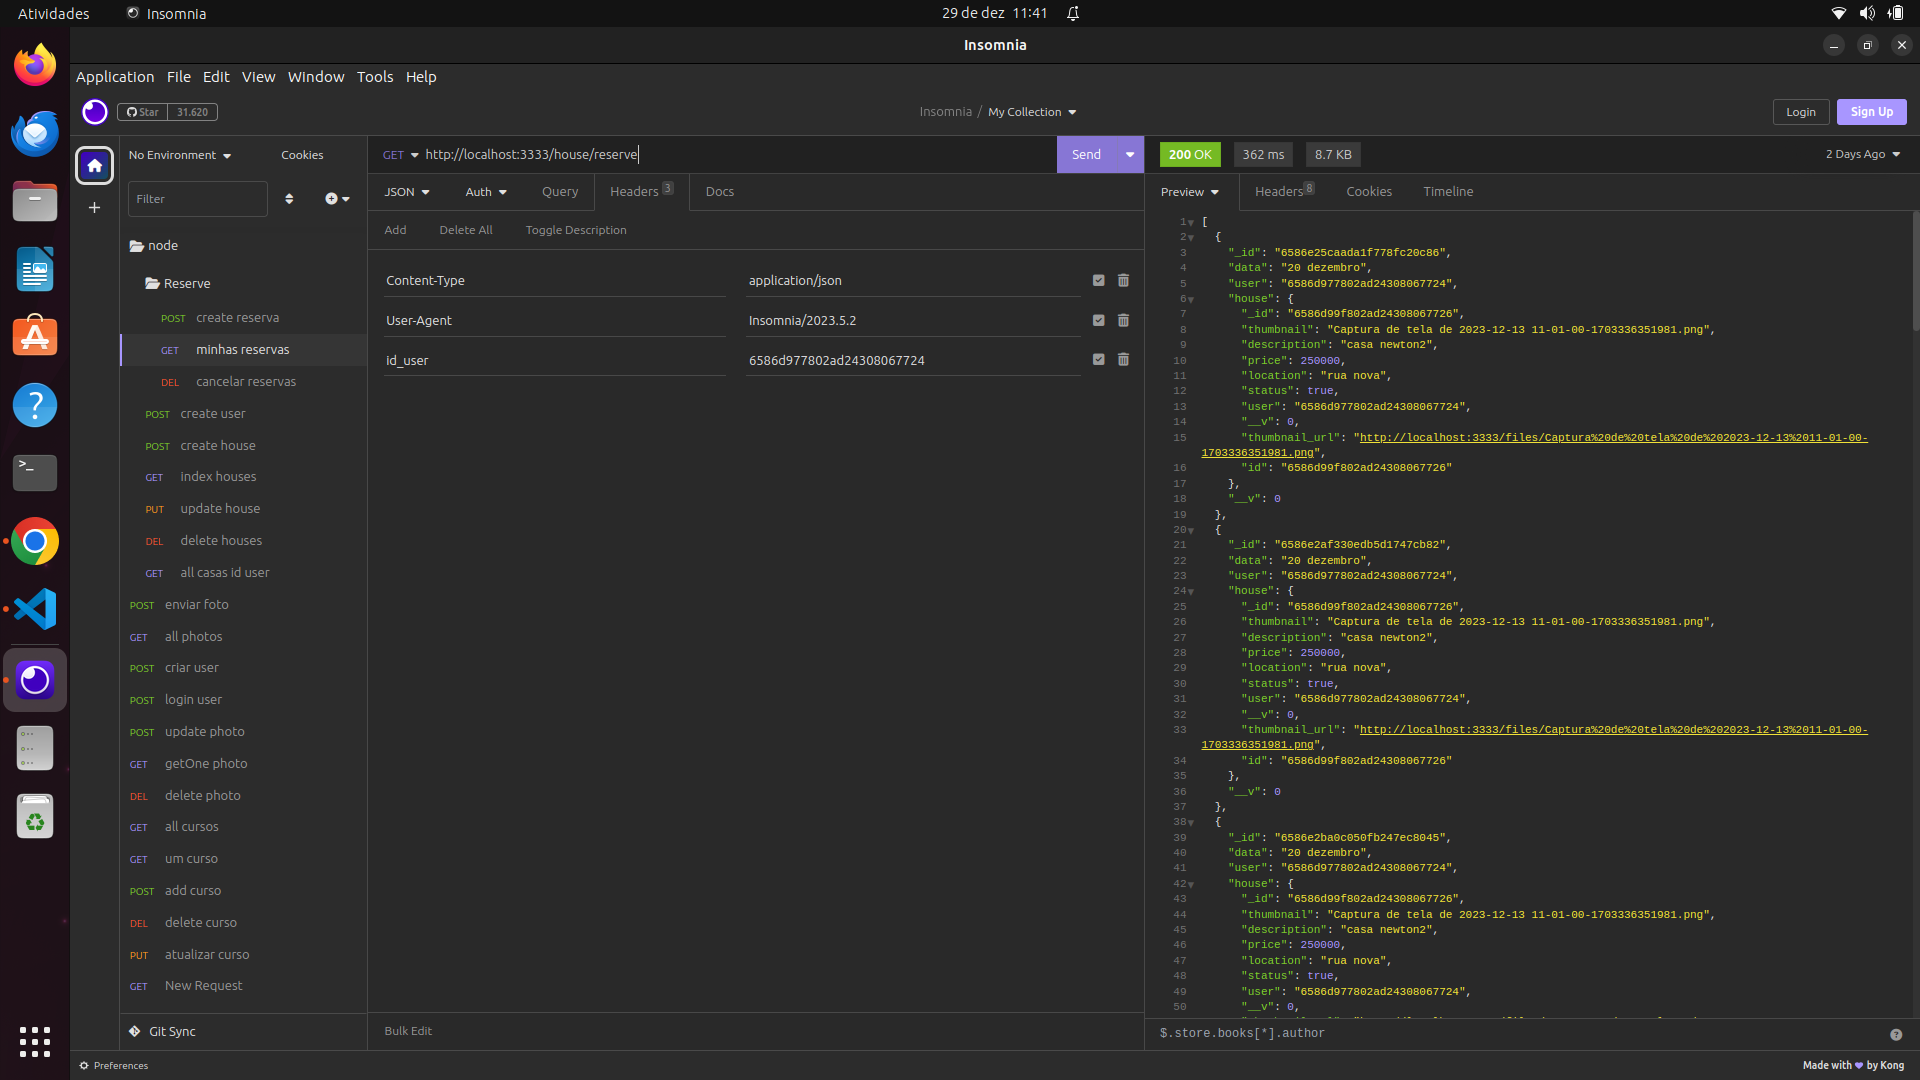 Atividades
Insomnia
29 de dez 11:41
Insomnia
Application File Edit View Window Tools Help
Star 31.620
Insomnia / My Collection
Login
Sign Up
No Environment
Cookies
Filter
node
Reserve
POST create reserva
GET minhas reservas
DEL cancelar reservas
POST create user
POST create house
GET index houses
PUT update house
DEL delete houses
GET all casas id user
POST enviar foto
GET all photos
POST criar user
POST login user
POST update photo
GET getOne photo
DEL delete photo
GET all cursos
GET um curso
POST add curso
DEL delete curso
PUT atualizar curso
GET New Request
Git Sync
Preferences
GET http://localhost:3333/house/reserve
Send
JSON Auth Query Headers 3 Docs
Add Delete All Toggle Description
Content-Type application/json
User-Agent Insomnia/2023.5.2
id_user 6586d977802ad24308067724
Bulk Edit
200 OK 362 ms 8.7 KB
2 Days Ago
Preview Headers 8 Cookies Timeline
1 [
2 {
3 "_id": "6586e25caada1f778fc20c86",
4 "data": "20 dezembro",
5 "user": "6586d977802ad24308067724",
6 "house": {
7 "_id": "6586d99f802ad24308067726",
8 "thumbnail": "Captura de tela de 2023-12-13 11-01-00-1703336351981.png",
9 "description": "casa newton2",
10 "price": 250000,
11 "location": "rua nova",
12 "status": true,
13 "user": "6586d977802ad24308067724",
14 "__v": 0,
15 "thumbnail_url": "http://localhost:3333/files/Captura%20de%20tela%20de%202023-12-13%2011-01-00-
1703336351981.png",
16 "id": "6586d99f802ad24308067726"
17 },
18 "__v": 0
19 },
20 {
21 "_id": "6586e2af330edb5d1747cb82",
22 "data": "20 dezembro",
23 "user": "6586d977802ad24308067724",
24 "house": {
25 "_id": "6586d99f802ad24308067726",
26 "thumbnail": "Captura de tela de 2023-12-13 11-01-00-1703336351981.png",
27 "description": "casa newton2",
28 "price": 250000,
29 "location": "rua nova",
30 "status": true,
31 "user": "6586d977802ad24308067724",
32 "__v": 0,
33 "thumbnail_url": "http://localhost:3333/files/Captura%20de%20tela%20de%202023-12-13%2011-01-00-
1703336351981.png",
34 "id": "6586d99f802ad24308067726"
35 },
36 "__v": 0
37 },
38 {
39 "_id": "6586e2ba0c050fb247ec8045",
40 "data": "20 dezembro",
41 "user": "6586d977802ad24308067724",
42 "house": {
43 "_id": "6586d99f802ad24308067726",
44 "thumbnail": "Captura de tela de 2023-12-13 11-01-00-1703336351981.png",
45 "description": "casa newton2",
46 "price": 250000,
47 "location": "rua nova",
48 "status": true,
49 "user": "6586d977802ad24308067724",
50 "__v": 0,
$.store.books[*].author
Made with by Kong